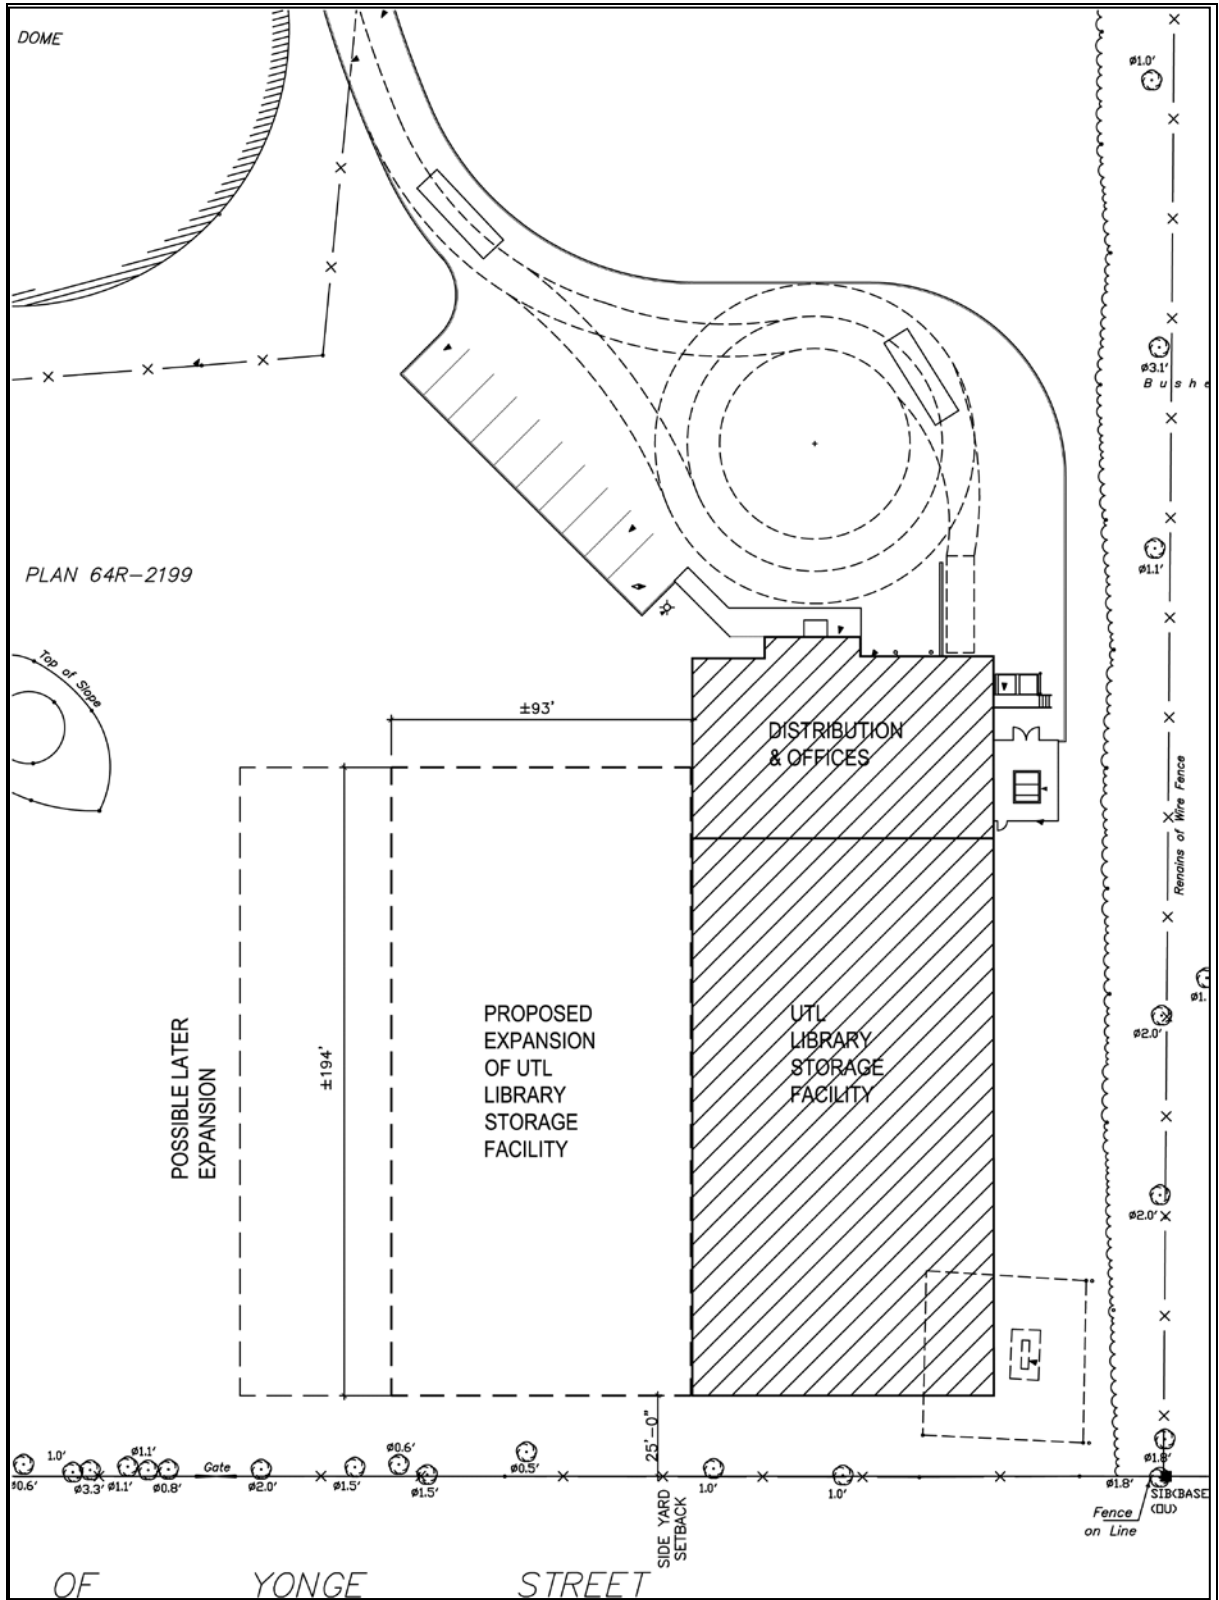 DOME
ø1.0'
ø3.1'
Bushe
ø1.1'
PLAN 64R-2199
Top of Slope
±93'
DISTRIBUTION
& OFFICES
Remains of Wire Fence
ø1.
ø2.0'
PROPOSED
EXPANSION
OF UTL
LIBRARY
STORAGE
FACILITY
UTL
LIBRARY
STORAGE
FACILITY
±194'
POSSIBLE LATER
EXPANSION
ø2.0'
25'-0"
SIDE YARD
SETBACK
ø0.6'
1.0'
ø3.3'
ø1.1'
ø1.1'
ø0.8'
Gate
ø2.0'
ø1.5'
ø0.6'
ø1.5'
ø0.5'
1.0'
1.0'
ø1.8'
ø1.8'
SIB(BASE
(OU)
Fence
on Line
OF YONGE STREET